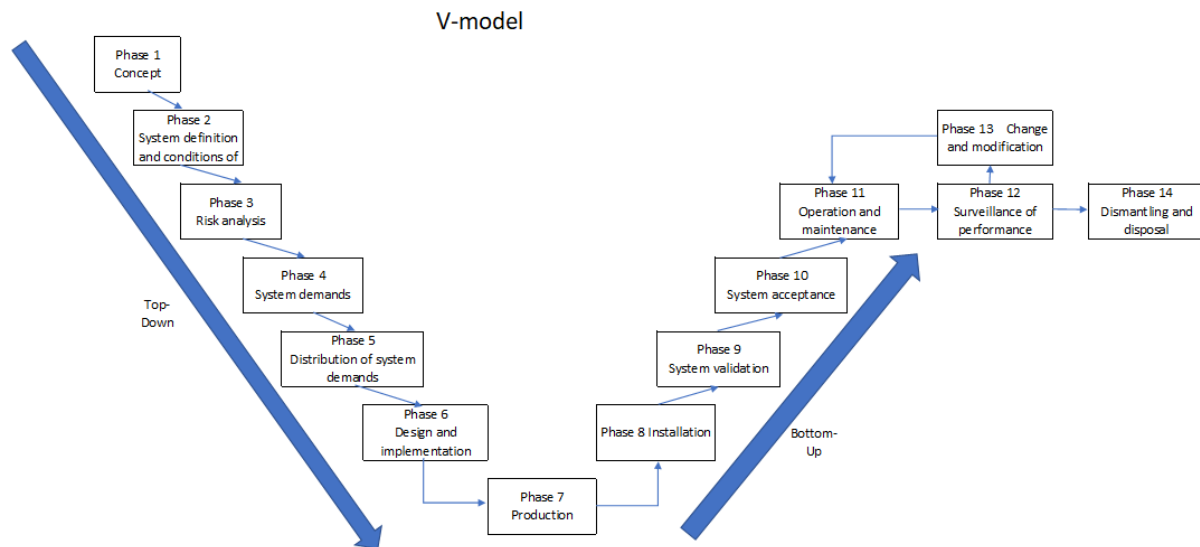 V-model
Phase 1
Concept
Phase 2
System definition
and conditions of
Phase 3
Risk analysis
Phase 4
System demands
Phase 5
Distribution of system
demands
Phase 6
Design and
implementation
Phase 7
Production
Phase 8 Installation
Phase 9
System validation
Phase 10
System acceptance
Phase 11
Operation and
maintenance
Phase 12
Surveillance of
performance
Phase 13 Change
and modification
Phase 14
Dismantling and
disposal
Top-
Down
Bottom-
Up